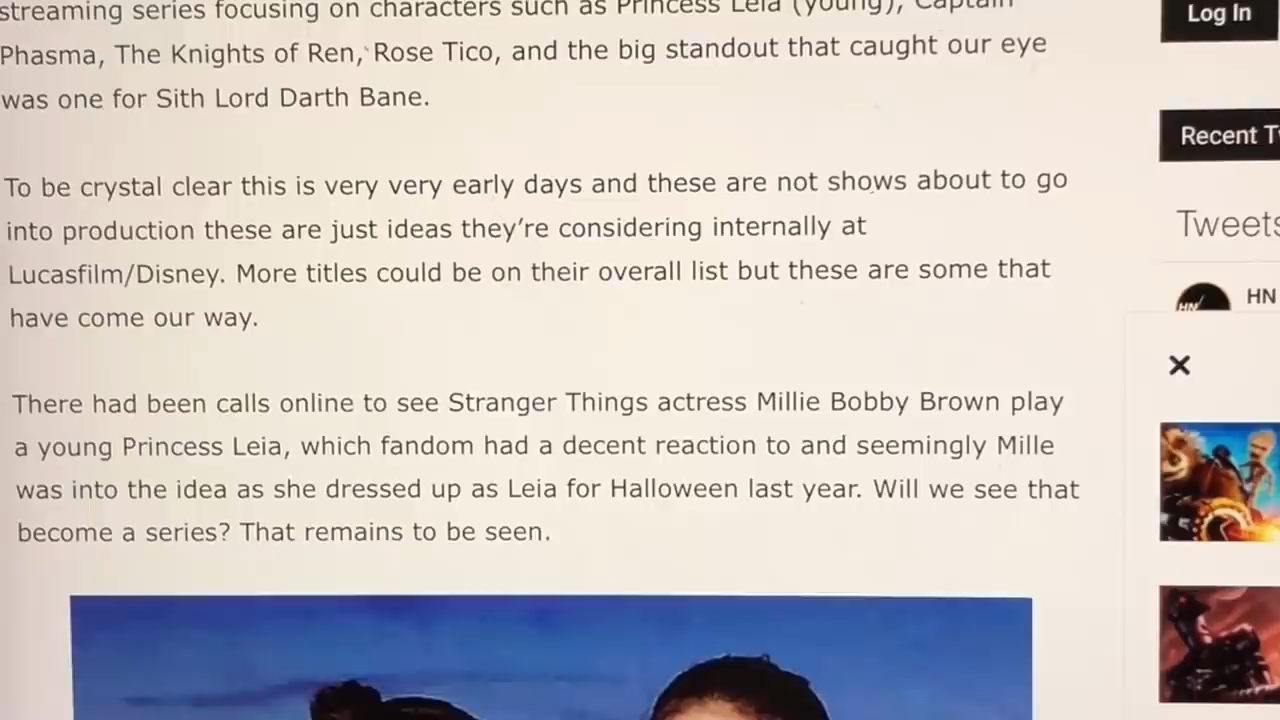 streaming series focusing on characters such as Princess Leia (young), Captain
Phasma, The Knights of Ren, Rose Tico, and the big standout that caught our eye
was one for Sith Lord Darth Bane.
To be crystal clear this is very very early days and these are not shows about to go
into production these are just ideas they’re considering internally at
Lucasfilm/Disney. More titles could be on their overall list but these are some that
have come our way.
There had been calls online to see Stranger Things actress Millie Bobby Brown play
a young Princess Leia, which fandom had a decent reaction to and seemingly Mille
was into the idea as she dressed up as Leia for Halloween last year. Will we see that
become a series? That remains to be seen.
Log In
Recent T
Tweets
HN
HN